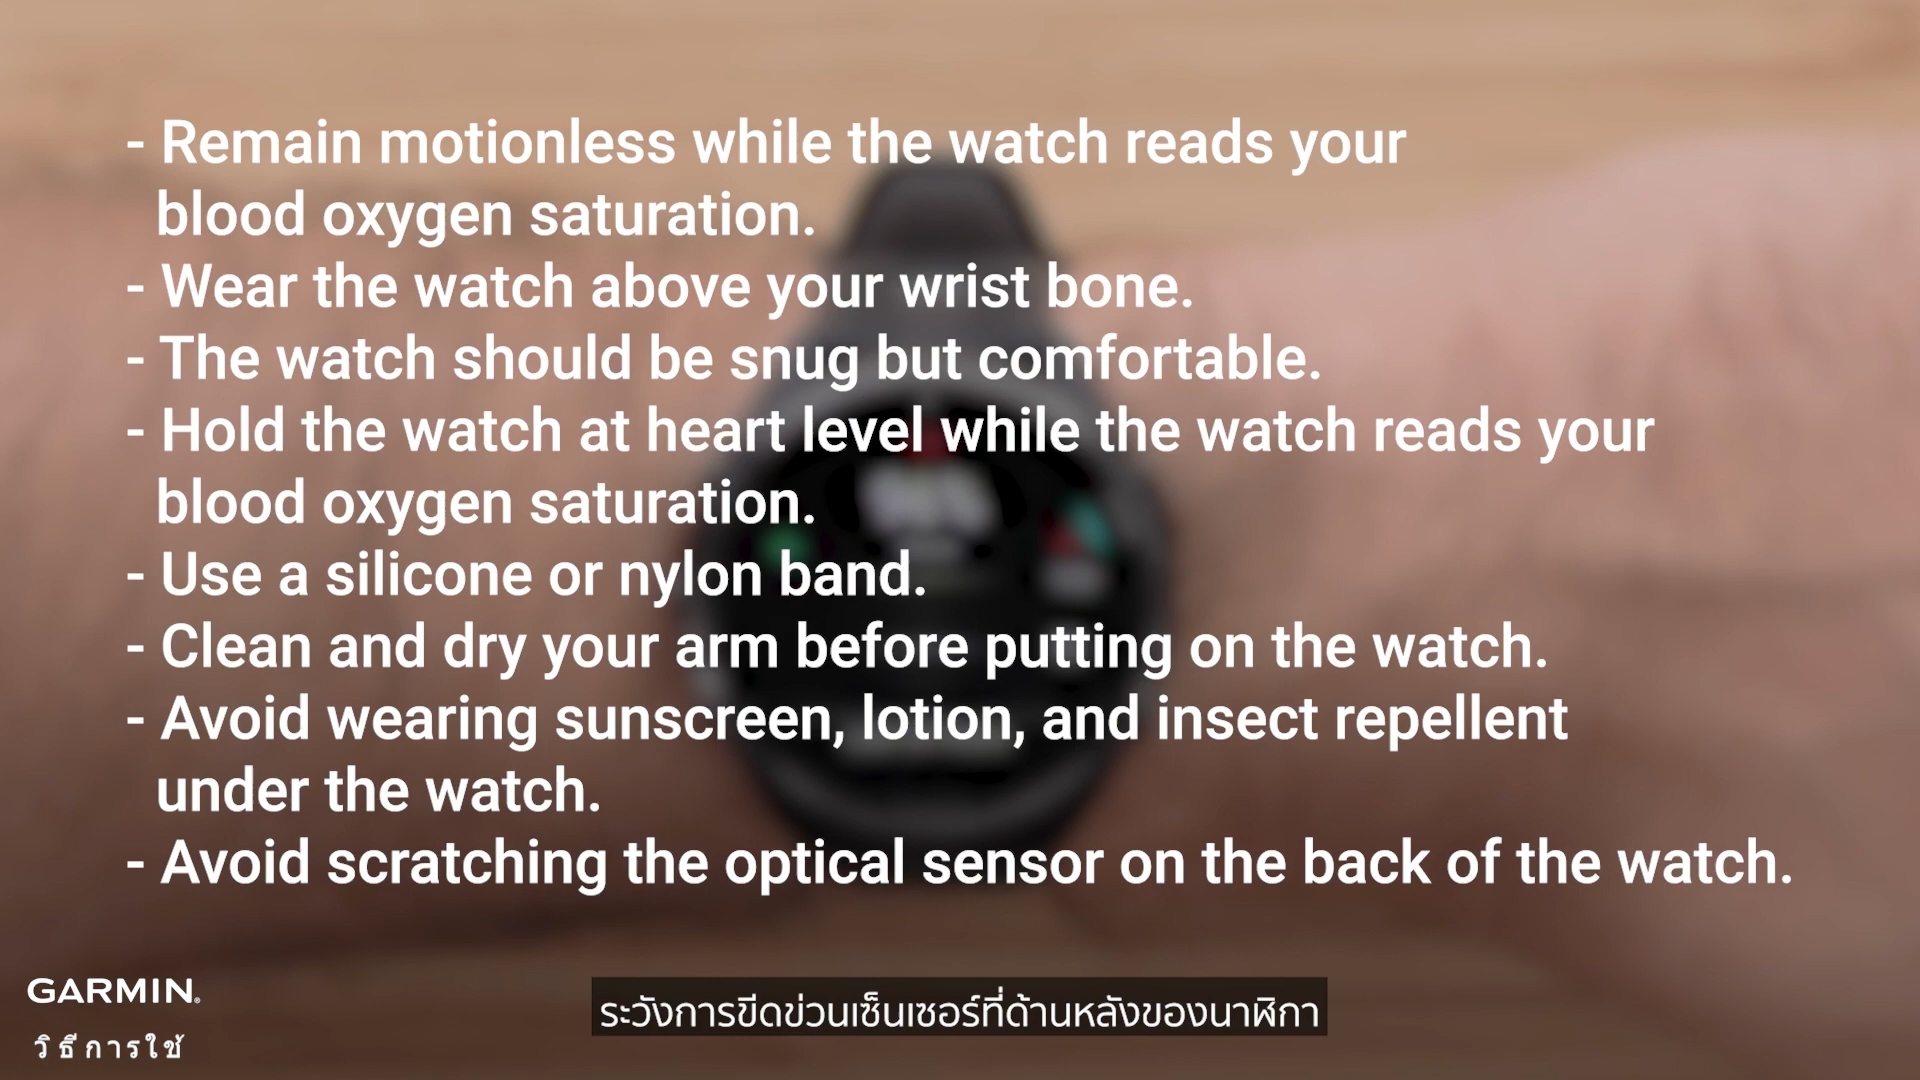 - Remain motionless while the watch reads your
blood oxygen saturation.
- Wear the watch above your wrist bone.
- The watch should be snug but comfortable.
- Hold the watch at heart level while the watch reads your
blood oxygen saturation.
- Use a silicone or nylon band.
- Clean and dry your arm before putting on the watch.
- Avoid wearing sunscreen, lotion, and insect repellent
under the watch.
- Avoid scratching the optical sensor on the back of the watch.
GARMIN®
วิธีการใช้
ระวังการขีดข่วนเซ็นเซอร์ที่ด้านหลังของนาฬิกา